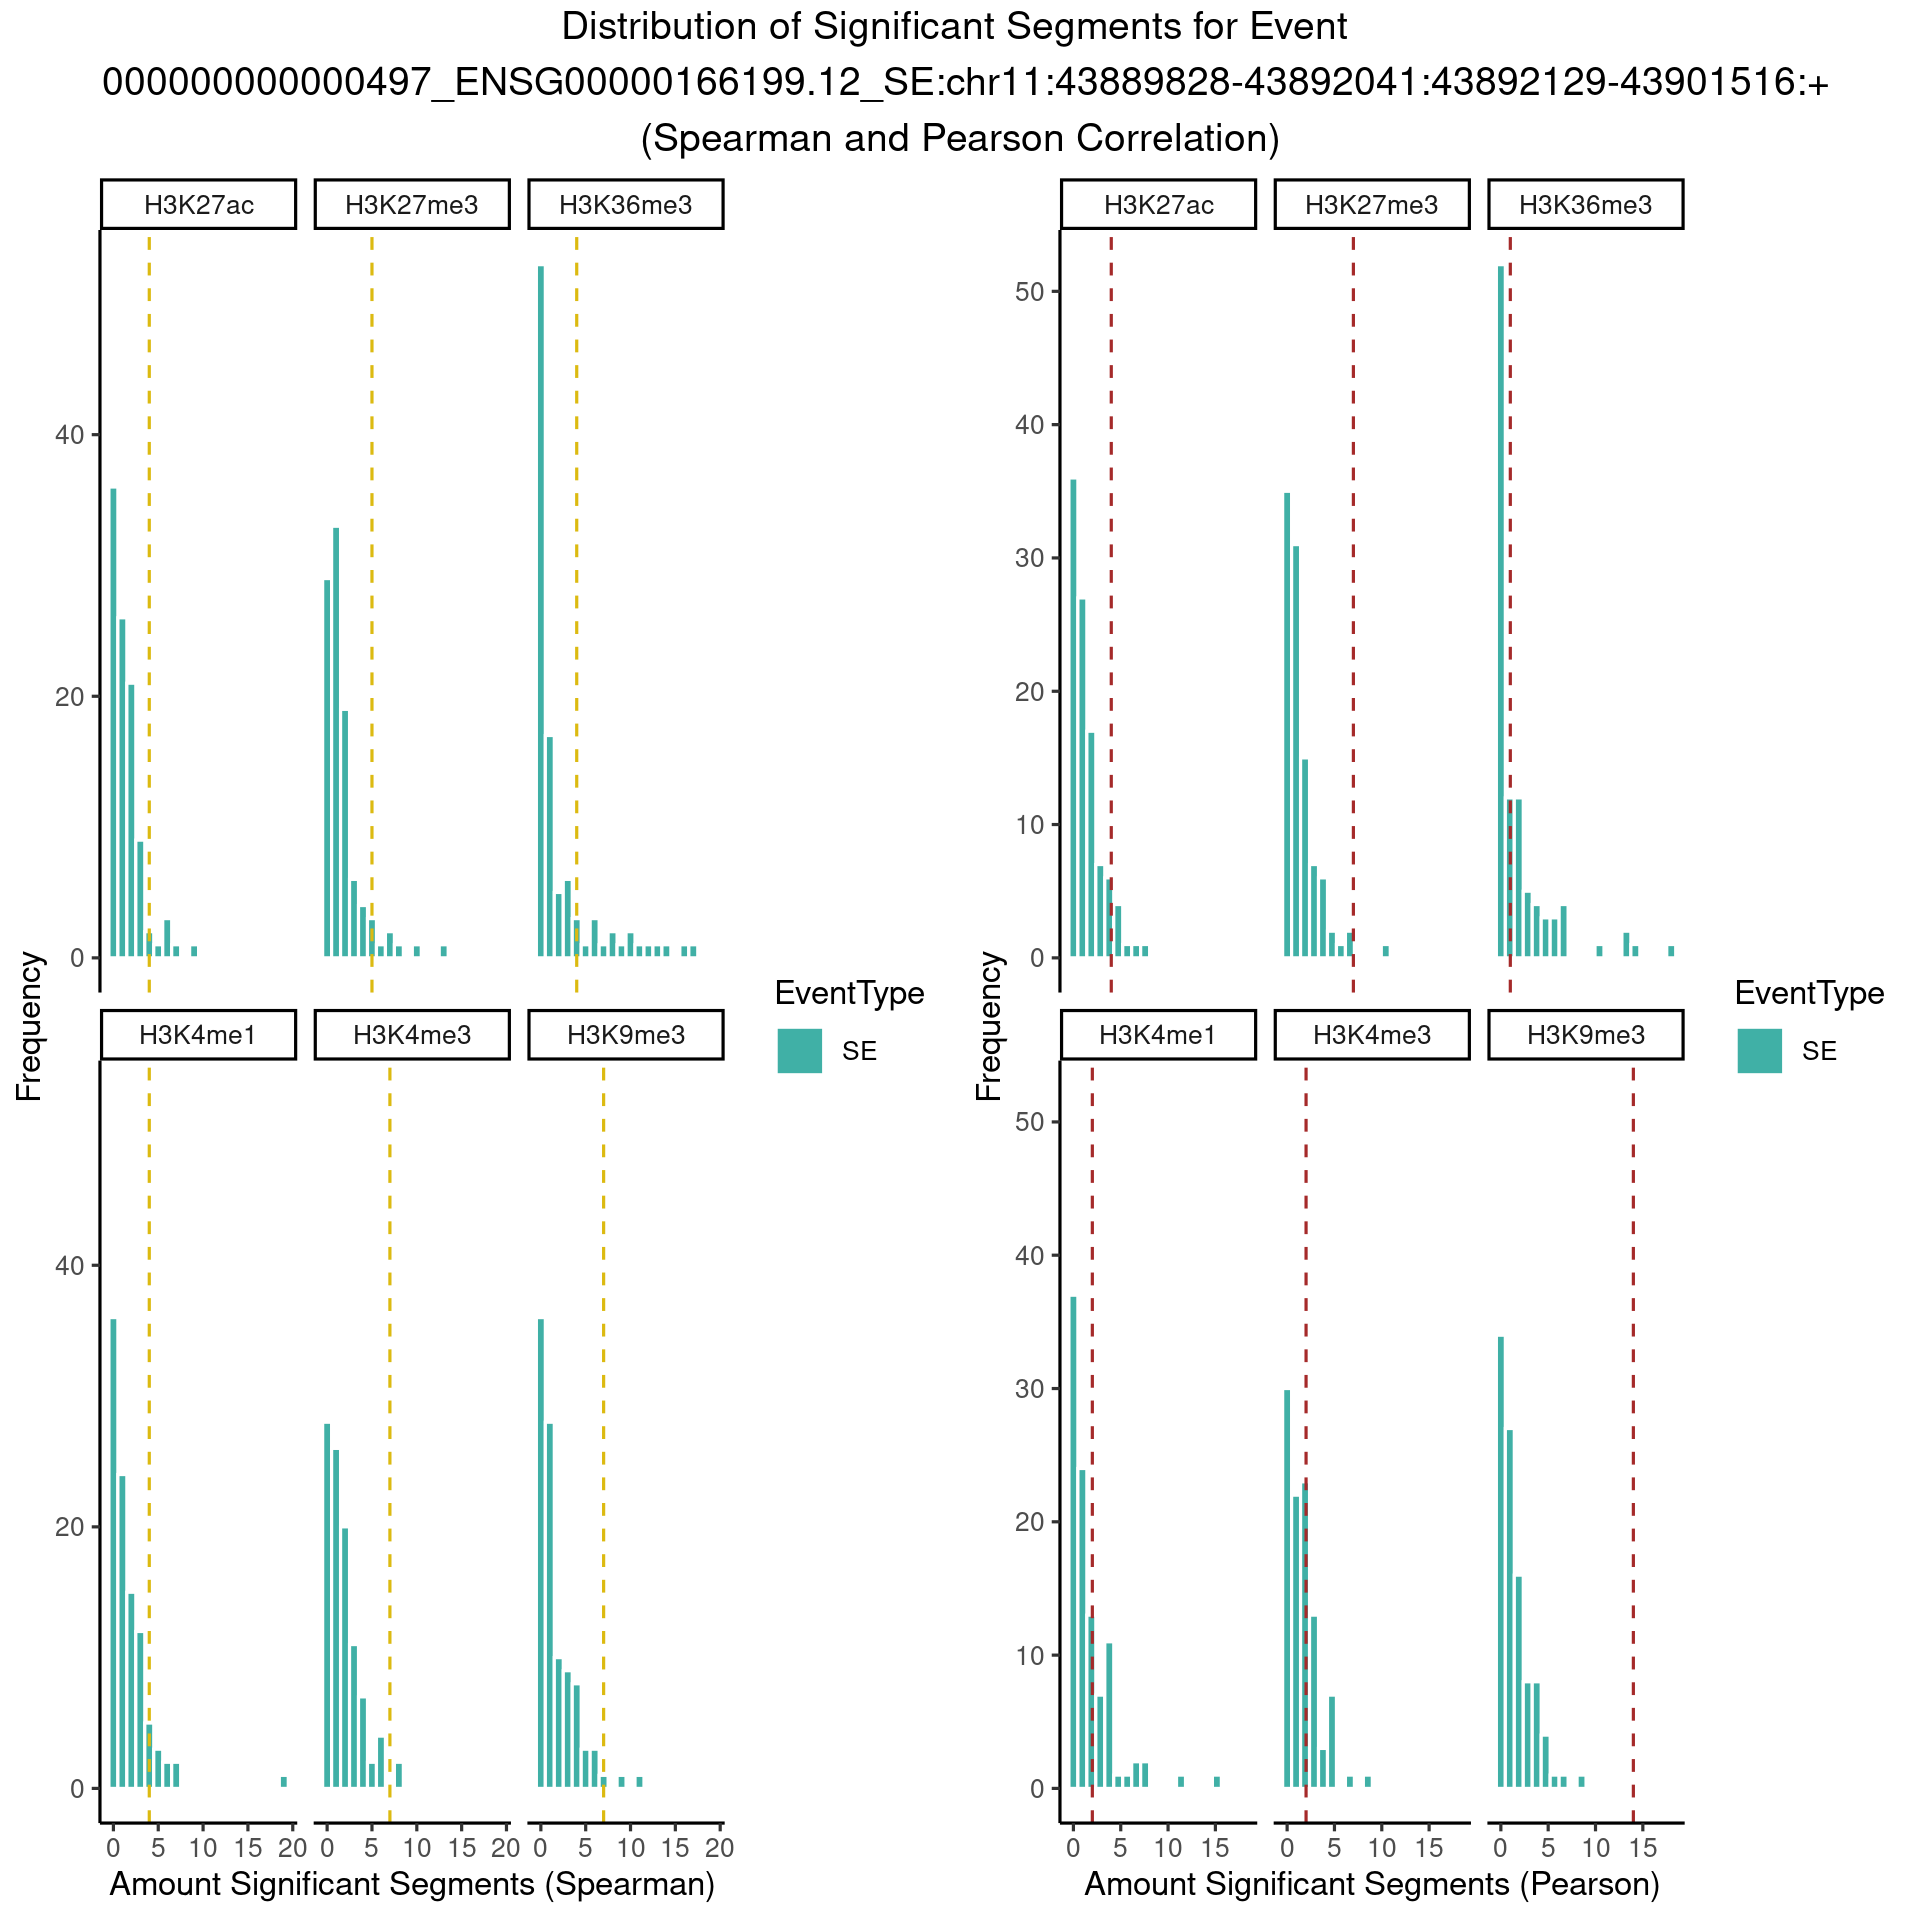 Distribution of Significant Segments for Event
000000000000497_ENSG00000166199.12_SE:chr11:43889828-43892041:43892129-43901516:+
(Spearman and Pearson Correlation)
H3K27ac H3K27me3 H3K36me3
40
20
0
H3K4me1 H3K4me3 H3K9me3
40
20
0
0 5 10 15 20 0 5 10 15 20 0 5 10 15 20
Amount Significant Segments (Spearman)
Frequency
EventType
SE
H3K27ac H3K27me3 H3K36me3
50
40
30
20
10
0
H3K4me1 H3K4me3 H3K9me3
50
40
30
20
10
0
0 5 10 15 0 5 10 15 0 5 10 15
Amount Significant Segments (Pearson)
Frequency
EventType
SE